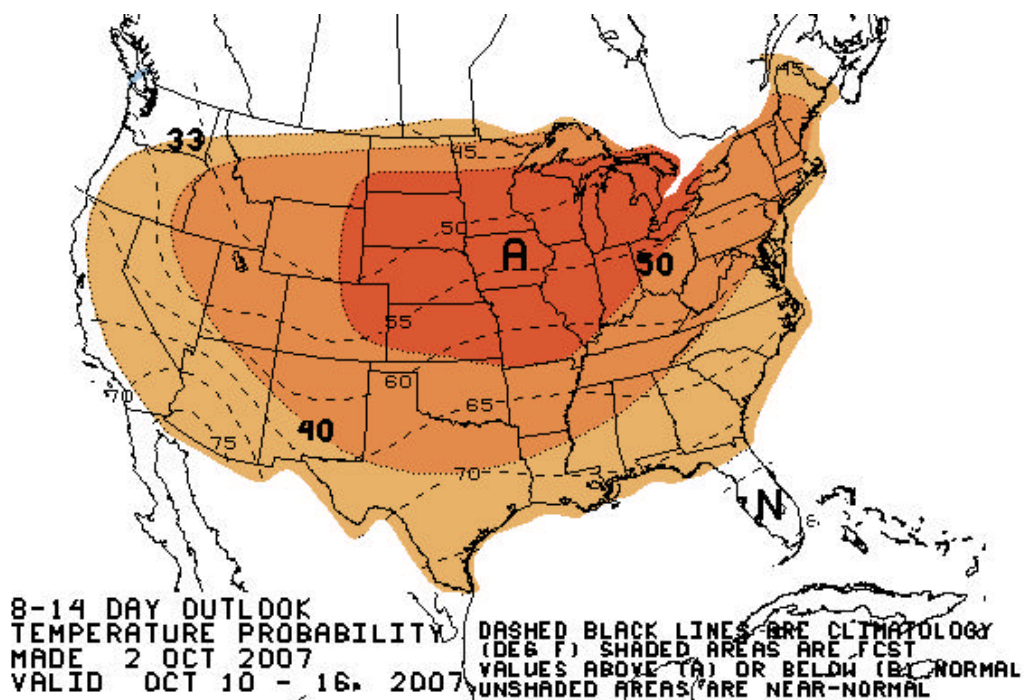 45
33
45
50
A
50
55
60
65
70
40
75
70
N
8-14 DAY OUTLOOK
TEMPERATURE PROBABILITY
MADE 2 OCT 2007
VALID OCT 10 - 16, 2007
DASHED BLACK LINES ARE CLIMATOLOGY
(DEG F) SHADED AREAS ARE FCST
VALUES ABOVE (A) OR BELOW (B) NORMAL
UNSHADED AREAS ARE NEAR-NORMAL